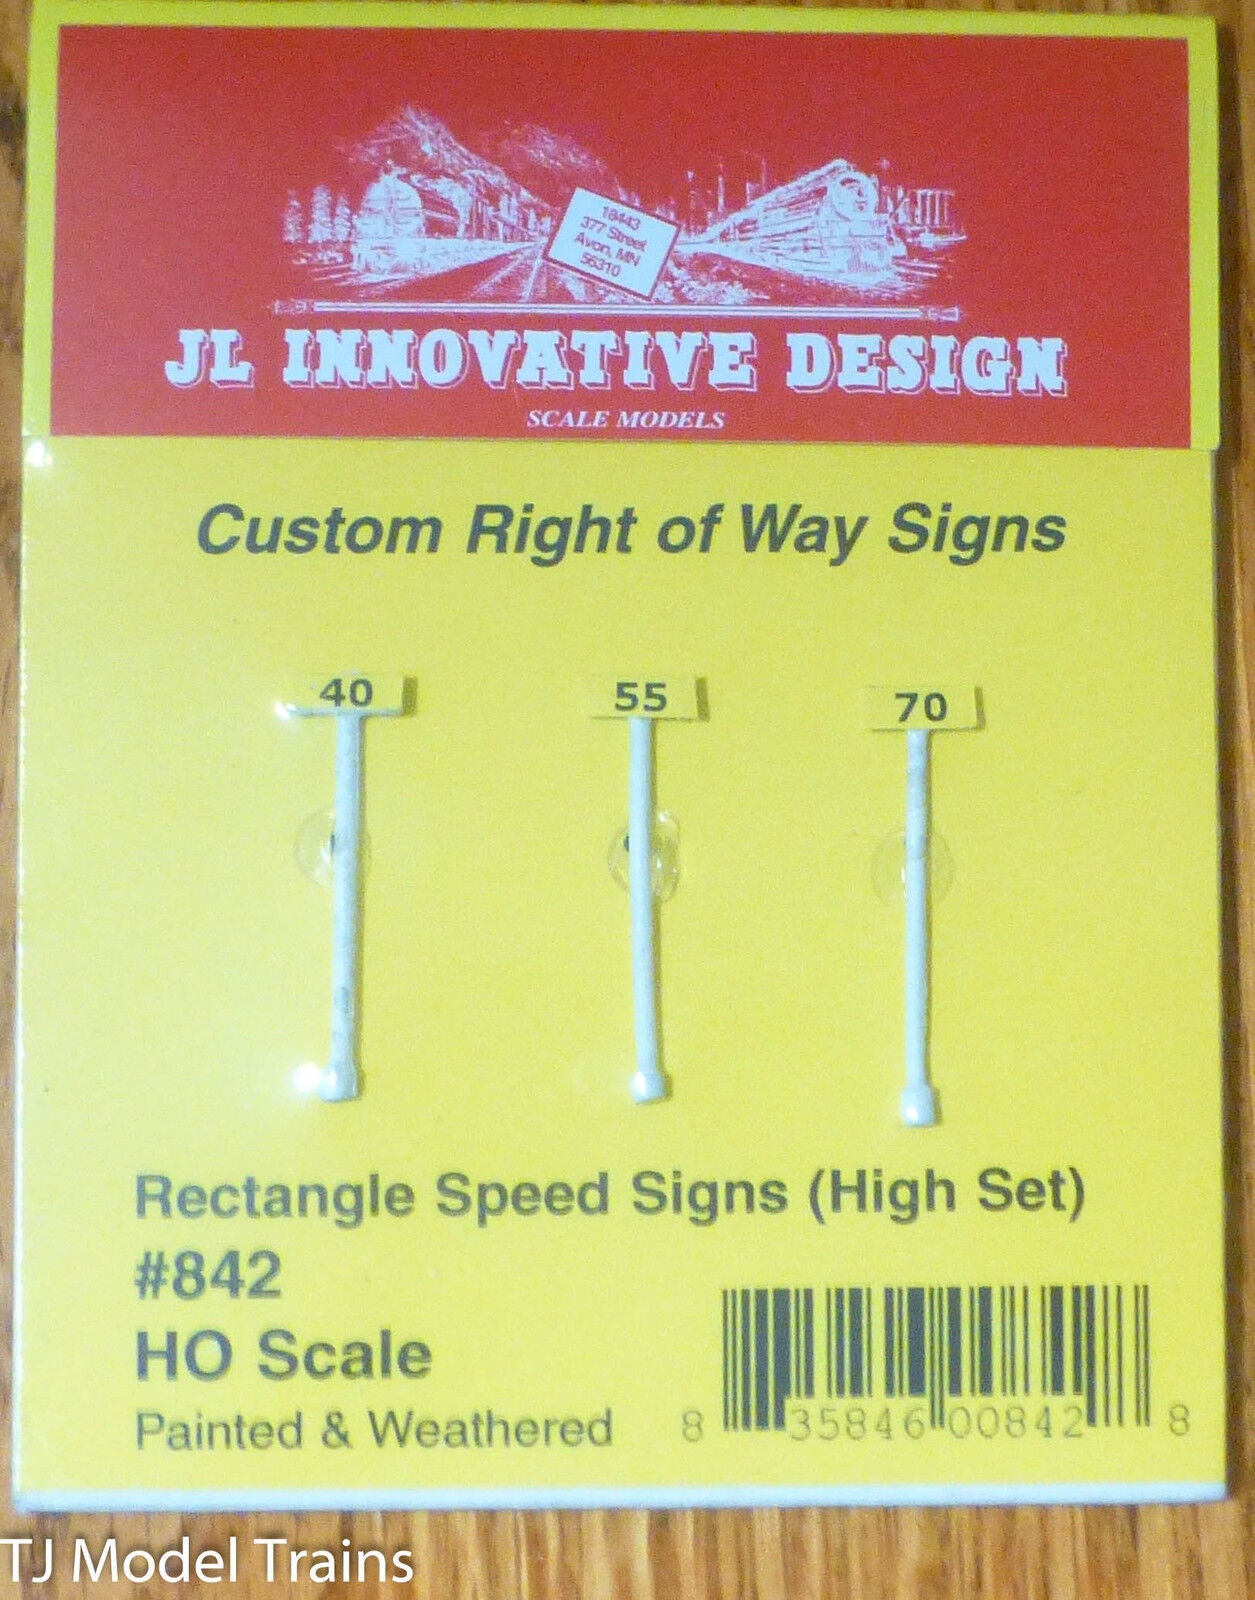 18443
377 Street
Avon, MN
56310
JL INNOVATIVE DESIGN
SCALE MODELS
Custom Right of Way Signs
40
55
70
Rectangle Speed Signs (High Set)
#842
HO Scale
Painted & Weathered
8 35846 00842 8
TJ Model Trains